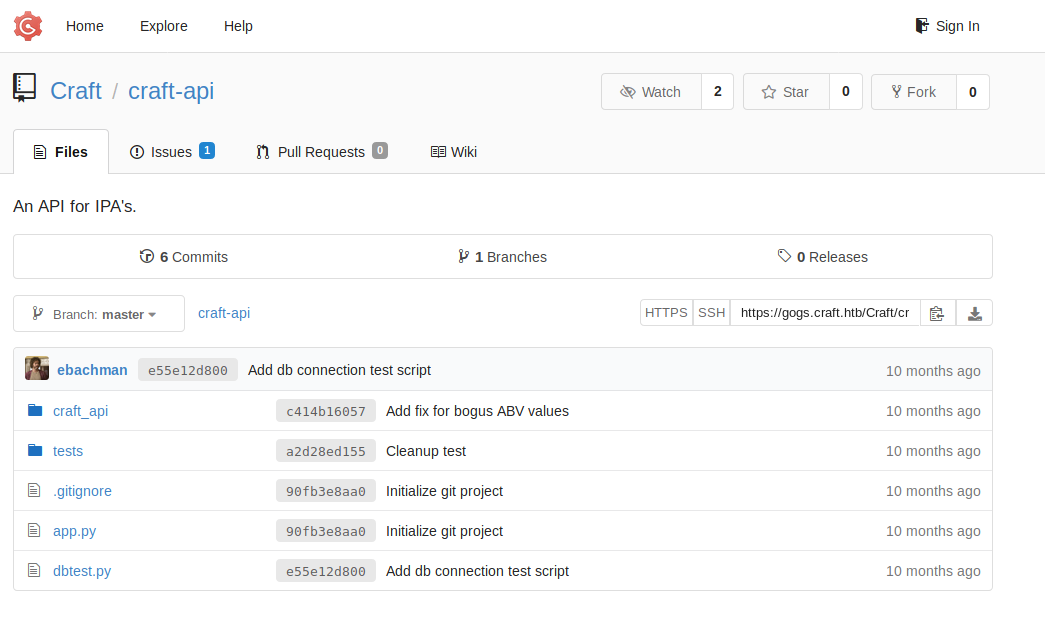 Home Explore Help Sign In
Craft / craft-api Watch 2 Star 0 Fork 0
Files Issues 1 Pull Requests 0 Wiki
An API for IPA's.
6 Commits 1 Branches 0 Releases
Branch: master craft-api HTTPS SSH https://gogs.craft.htb/Craft/cr
ebachman e55e12d800 Add db connection test script 10 months ago
craft_api c414b16057 Add fix for bogus ABV values 10 months ago
tests a2d28ed155 Cleanup test 10 months ago
.gitignore 90fb3e8aa0 Initialize git project 10 months ago
app.py 90fb3e8aa0 Initialize git project 10 months ago
dbtest.py e55e12d800 Add db connection test script 10 months ago